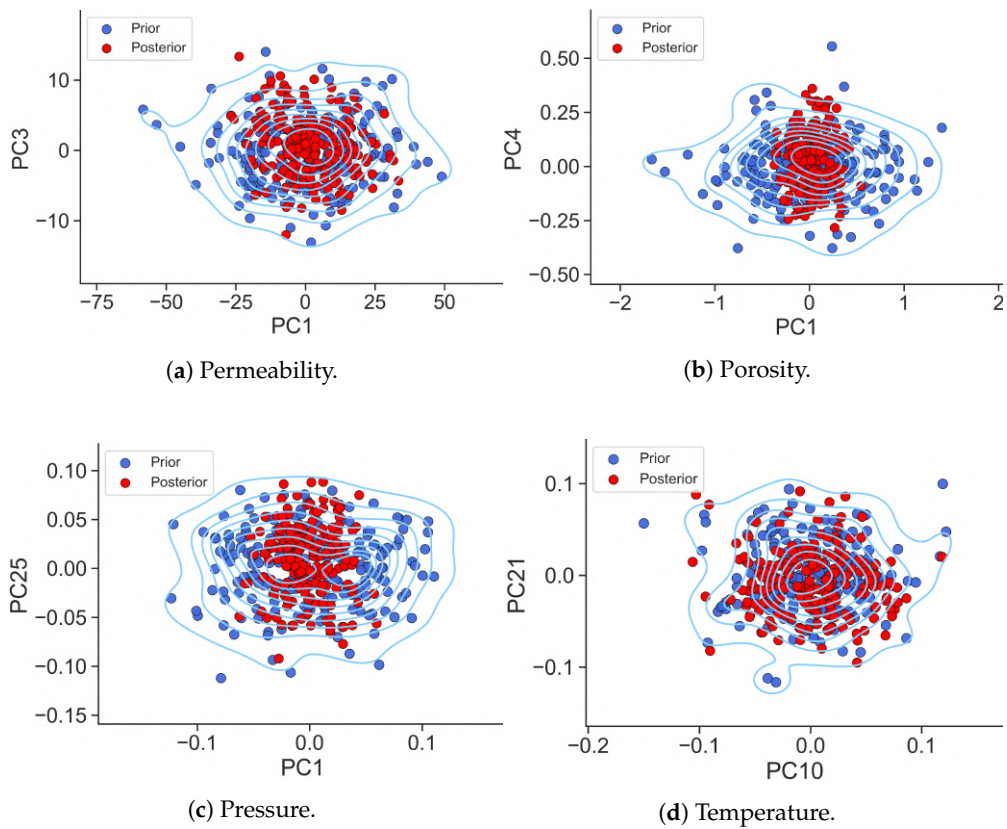 Prior
Posterior
10
0
−10
PC3
−75 −50 −25 0 25 50
PC1
(a) Permeability.
Prior
Posterior
0.50
0.25
0.00
−0.25
−0.50
PC4
−2 −1 0 1 2
PC1
(b) Porosity.
Prior
Posterior
0.10
0.05
0.00
−0.05
−0.10
−0.15
PC25
−0.1 0.0 0.1
PC1
(c) Pressure.
Prior
Posterior
0.1
0.0
−0.1
PC21
−0.2 −0.1 0.0 0.1
PC10
(d) Temperature.